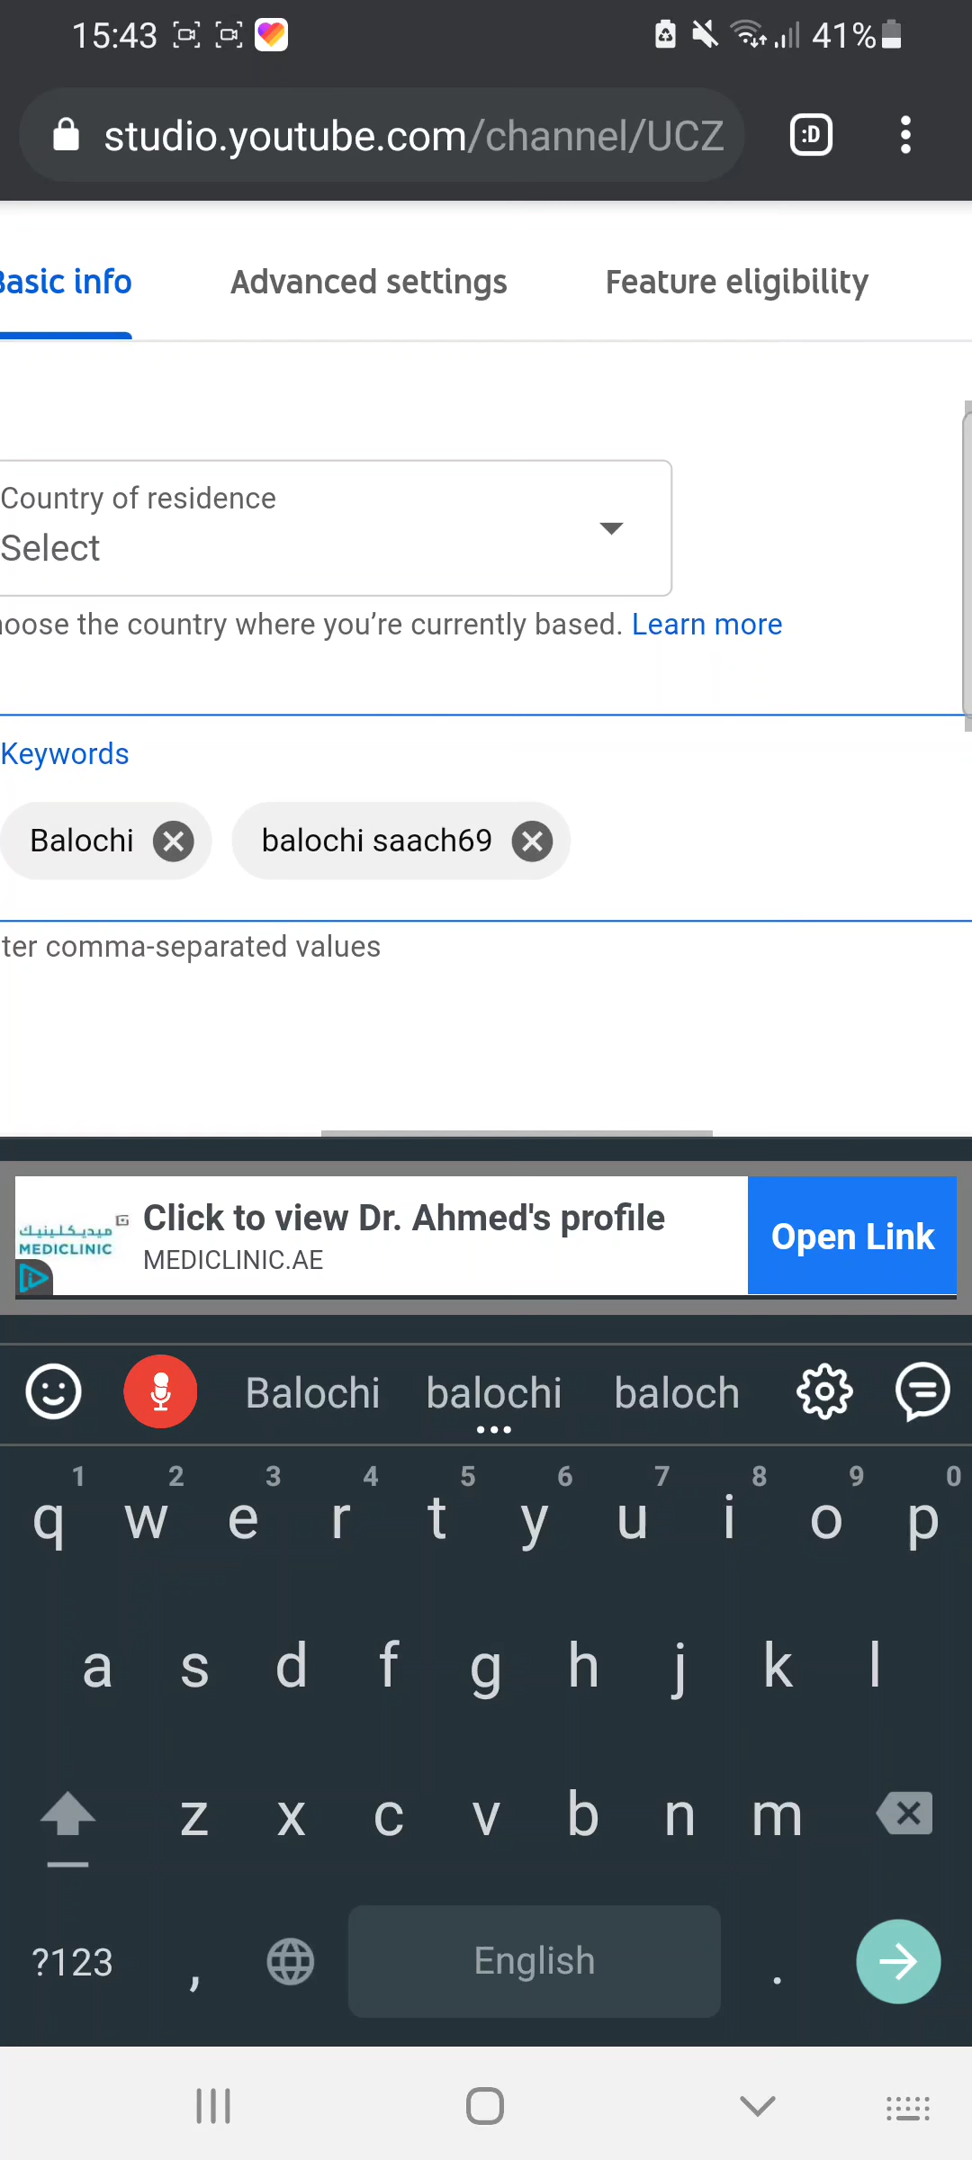 15:43 41%
studio.youtube.com/channel/UCZ :D
Basic info Advanced settings Feature eligibility
Country of residence
Select
hoose the country where you’re currently based. Learn more
Keywords
Balochi balochi saach69
ter comma-separated values
ميديكلينيك
MEDICLINIC
Click to view Dr. Ahmed's profile
MEDICLINIC.AE
Open Link
Balochi balochi baloch
1 2 3 4 5 6 7 8 9 0
q w e r t y u i o p
a s d f g h j k l
z x c v b n m
?123 , English .